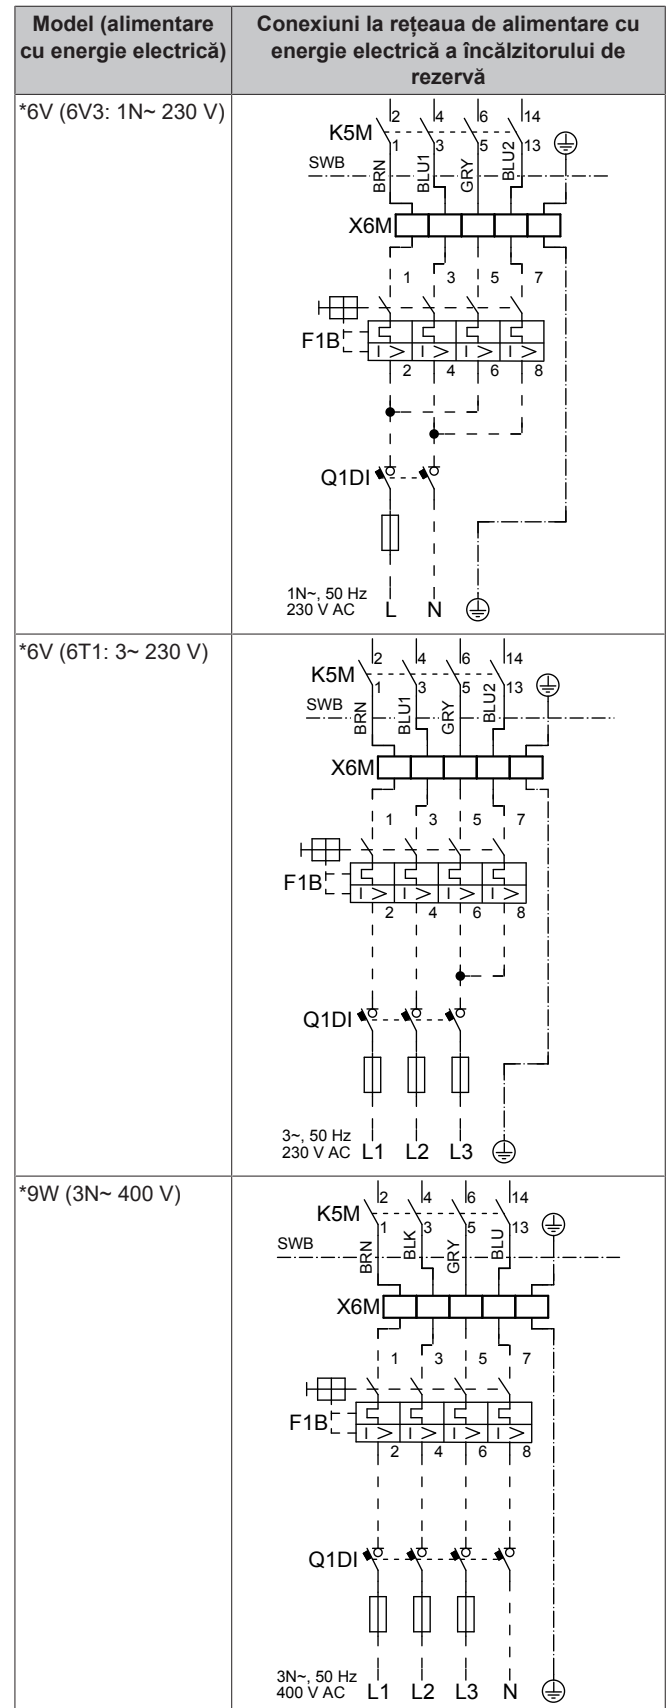 Model (alimentare
cu energie electrică)
Conexiuni la rețeaua de alimentare cu
energie electrică a încălzitorului de
rezervă
*6V (6V3: 1N~ 230 V)
2 4 6 14
K5M
1 3 5 13
SWB
BRN BLU1 GRY BLU2
X6M
1 3 5 7
F1B
I > I > I > I >
2 4 6 8
Q1DI
1N~, 50 Hz
230 V AC
L N
*6V (6T1: 3~ 230 V)
2 4 6 14
K5M
1 3 5 13
SWB
BRN BLU1 GRY BLU2
X6M
1 3 5 7
F1B
I > I > I > I >
2 4 6 8
Q1DI
3~, 50 Hz
230 V AC
L1 L2 L3
*9W (3N~ 400 V)
2 4 6 14
K5M
1 3 5 13
SWB
BRN BLK GRY BLU
X6M
1 3 5 7
F1B
I > I > I > I >
2 4 6 8
Q1DI
3N~, 50 Hz
400 V AC
L1 L2 L3 N